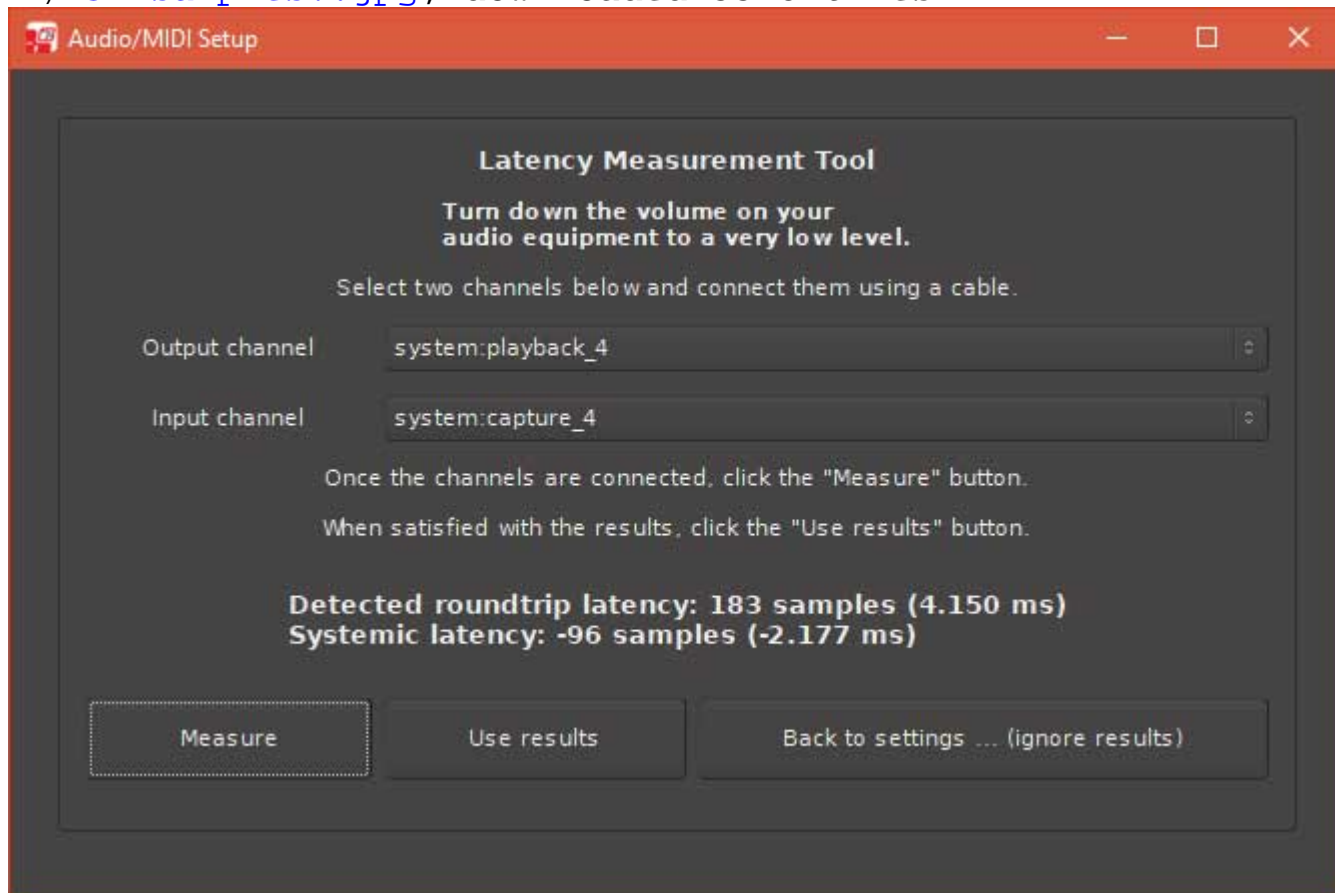 Audio/MIDI Setup
Latency Measurement Tool
Turn down the volume on your
audio equipment to a very low level.
Select two channels below and connect them using a cable.
Output channel system:playback_4
Input channel system:capture_4
Once the channels are connected, click the "Measure" button.
When satisfied with the results, click the "Use results" button.
Detected roundtrip latency: 183 samples (4.150 ms)
Systemic latency: -96 samples (-2.177 ms)
Measure Use results Back to settings ... (ignore results)